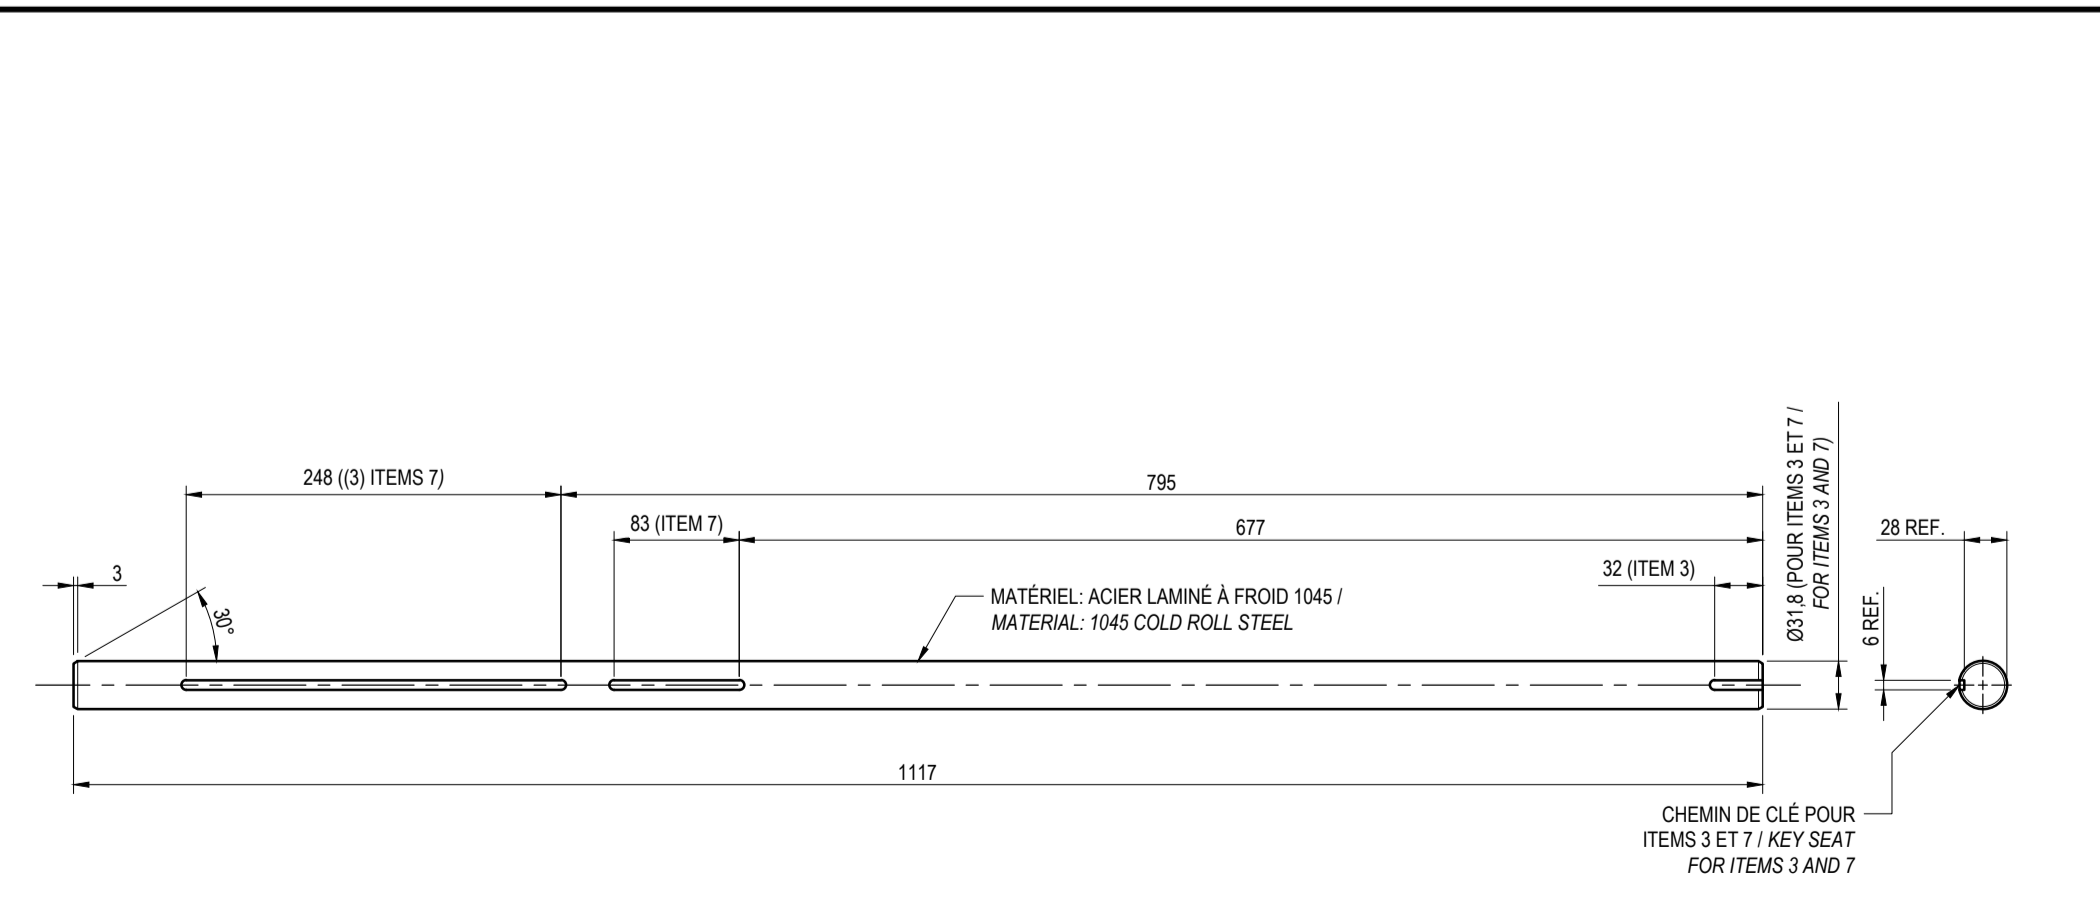 248 ((3) ITEMS 7)
795
83 (ITEM 7)
677
3
30°
32 (ITEM 3)
MATÉRIEL: ACIER LAMINÉ À FROID 1045 /
MATERIAL: 1045 COLD ROLL STEEL
Ø31,8 (POUR ITEMS 3 ET 7 /
FOR ITEMS 3 AND 7)
28 REF.
6 REF.
1117
CHEMIN DE CLÉ POUR
ITEMS 3 ET 7 / KEY SEAT
FOR ITEMS 3 AND 7